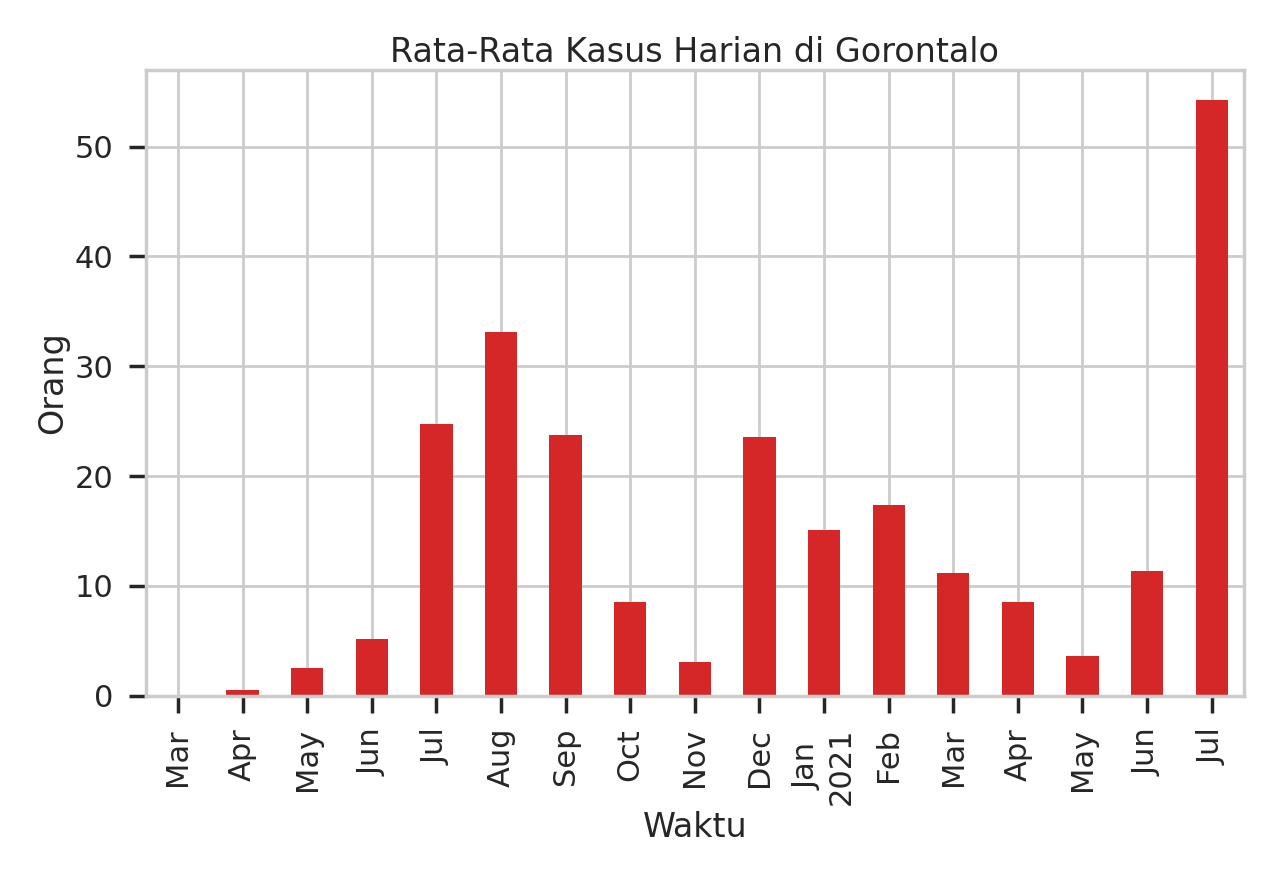 Rata-Rata Kasus Harian di Gorontalo
50
40
30
20
10
0
Orang
Mar
Apr
May
Jun
Jul
Aug
Sep
Oct
Nov
Dec
Jan
2021
Feb
Mar
Apr
May
Jun
Jul
Waktu